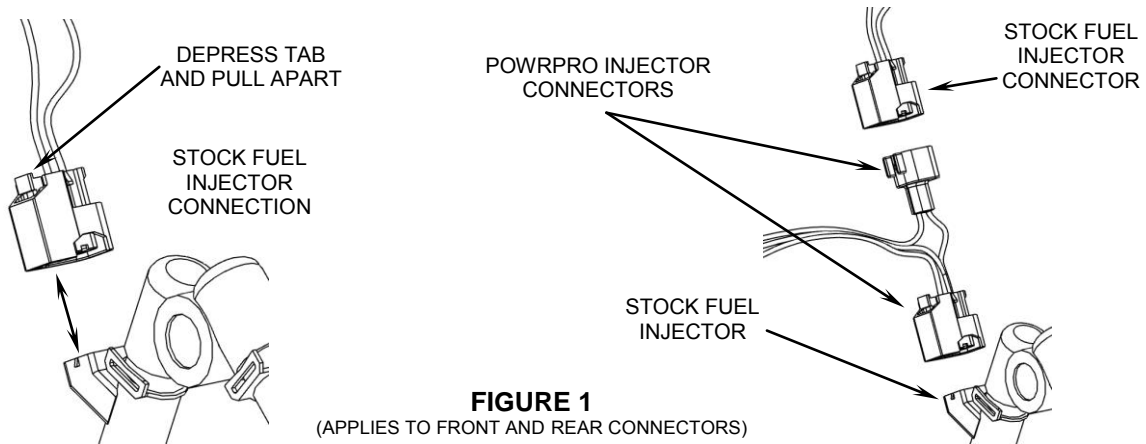 DEPRESS TAB
AND PULL APART
STOCK FUEL
INJECTOR
CONNECTION
POWRPRO INJECTOR
CONNECTORS
STOCK FUEL
INJECTOR
CONNECTOR
STOCK FUEL
INJECTOR
FIGURE 1
(APPLIES TO FRONT AND REAR CONNECTORS)